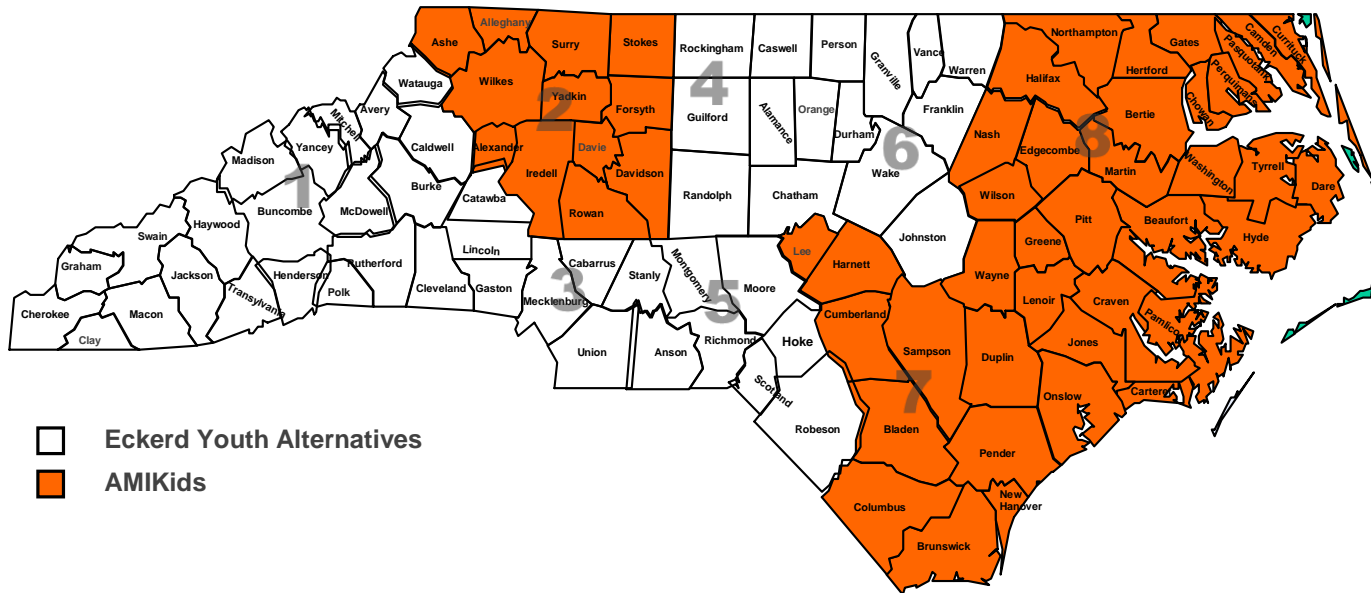 Alleghany
Ashe
Surry
Stokes
Rockingham
Caswell
Person
Granville
Vance
Warren
Northampton
Gates
Camden
Currituck
Pasquotank
Perquimans
Hertford
Halifax
Watauga
Wilkes
Yadkin
Forsyth
4
Guilford
Alamance
Orange
Durham
Franklin
Avery
Mitchell
2
Yancey
Caldwell
Alexander
Iredell
Davie
Davidson
6
Wake
Nash
Edgecombe
8
Bertie
Chowan
Martin
Washington
Tyrrell
Dare
Madison
1
Buncombe
McDowell
Burke
Catawba
Rowan
Randolph
Chatham
Wilson
Pitt
Beaufort
Hyde
Haywood
Swain
Graham
Jackson
Henderson
Rutherford
Polk
Transylvania
Cleveland
Lincoln
Gaston
Cabarrus
3
Mecklenburg
Stanly
Montgomery
5
Moore
Lee
Harnett
Johnston
Greene
Wayne
Lenoir
Craven
Pamlico
Cherokee
Clay
Macon
Union
Anson
Richmond
Hoke
Scotland
Cumberland
Sampson
Duplin
Jones
Onslow
Carteret
7
Robeson
Bladen
Pender
Columbus
New
Hanover
Brunswick
Eckerd Youth Alternatives
AMIKids